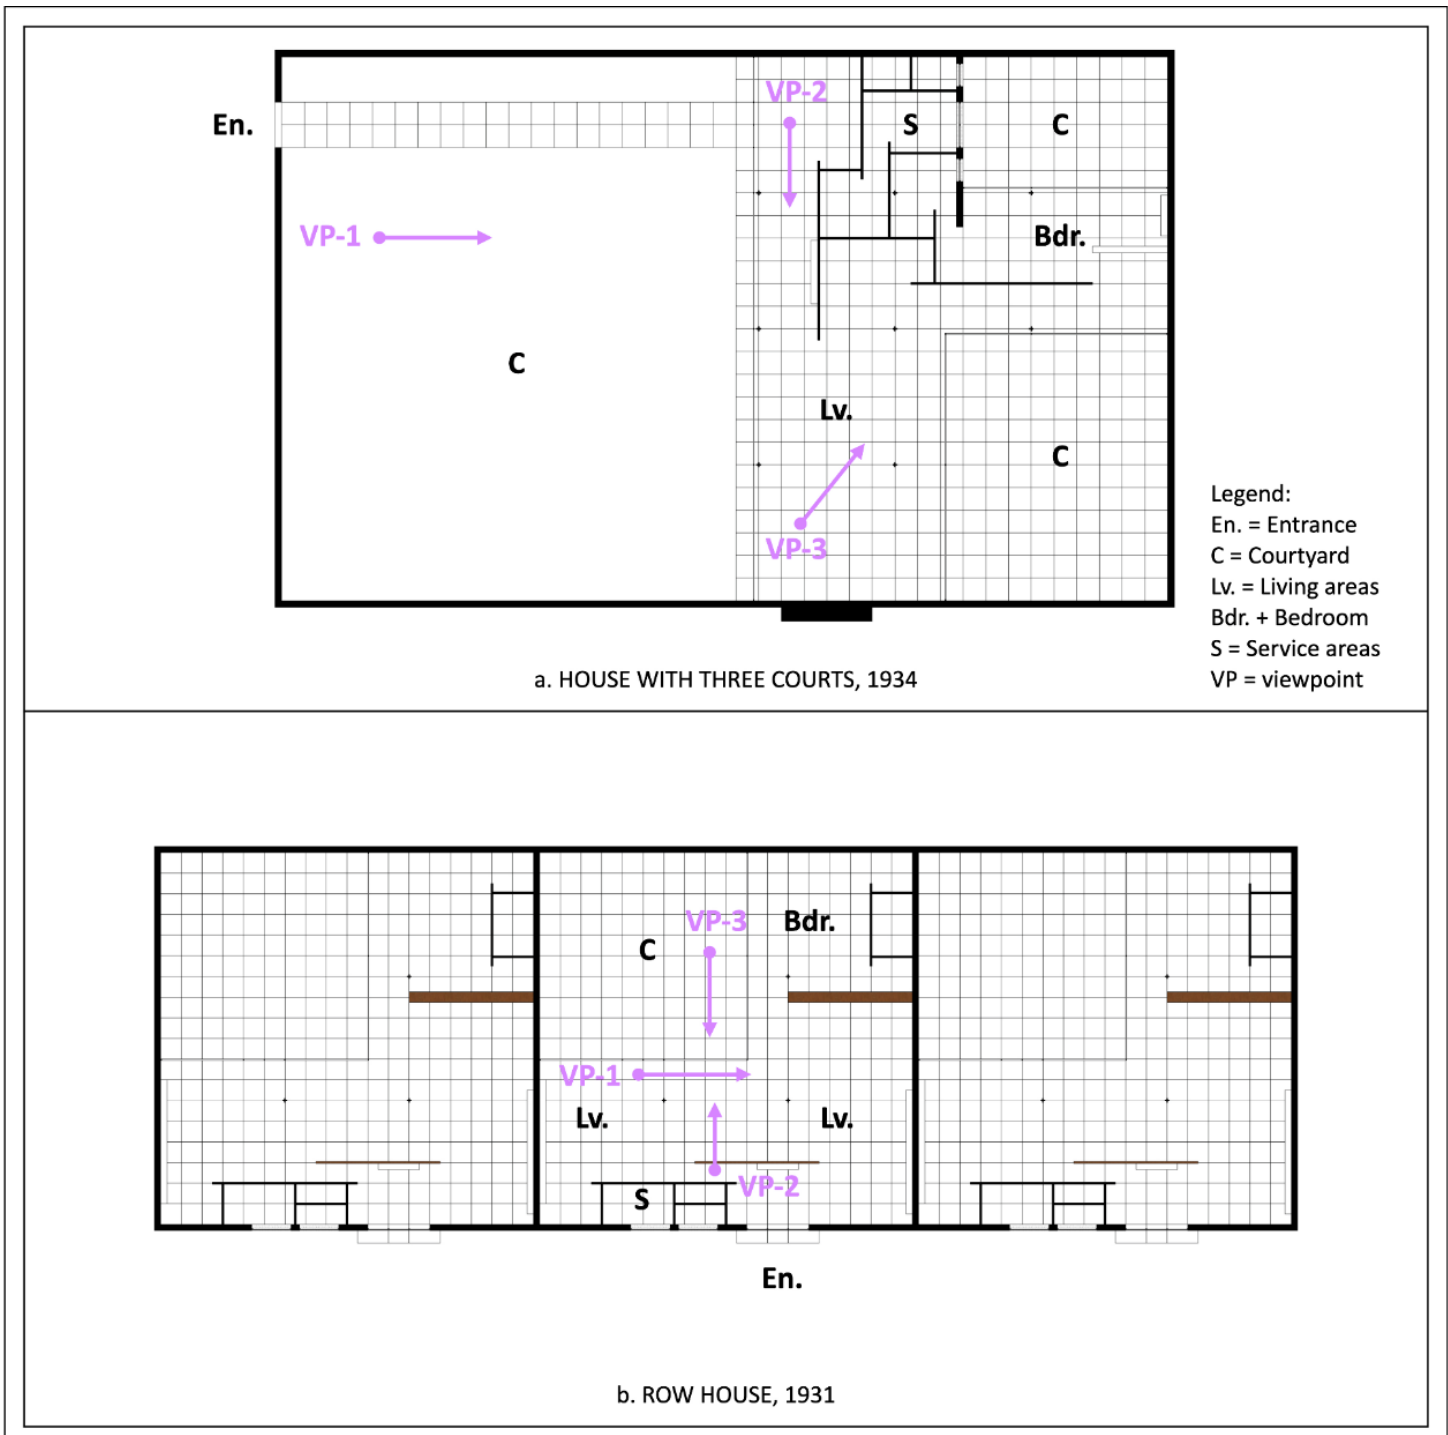 VP-2
En.
S
C
VP-1
Bdr.
C
Lv.
C
VP-3
Legend:
En. = Entrance
C = Courtyard
Lv. = Living areas
Bdr. + Bedroom
S = Service areas
VP = viewpoint
a. HOUSE WITH THREE COURTS, 1934
VP-3
Bdr.
C
VP-1
Lv.
Lv.
VP-2
S
En.
b. ROW HOUSE, 1931